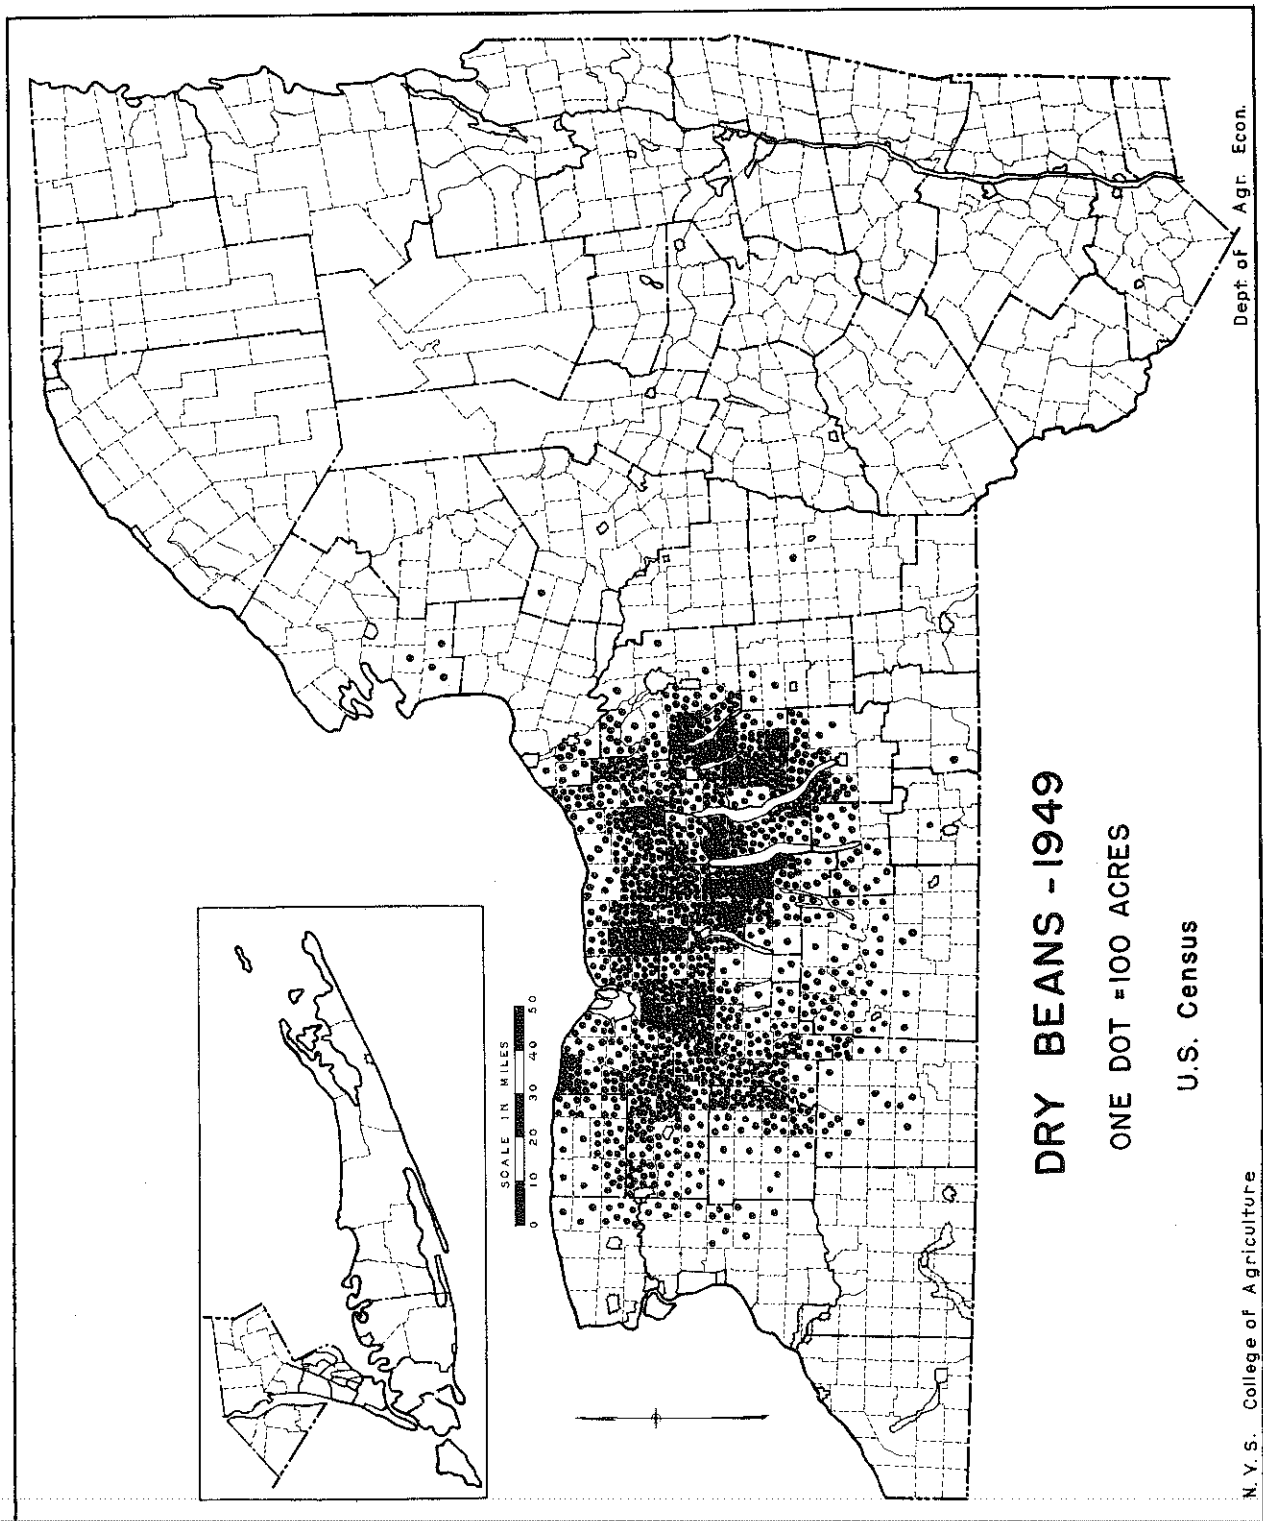 SCALE IN MILES
0 10 20 30 40 50
DRY BEANS - 1949
ONE DOT = 100 ACRES
U.S. Census
N.Y.S. College of Agriculture
Dept of Agr. Econ.